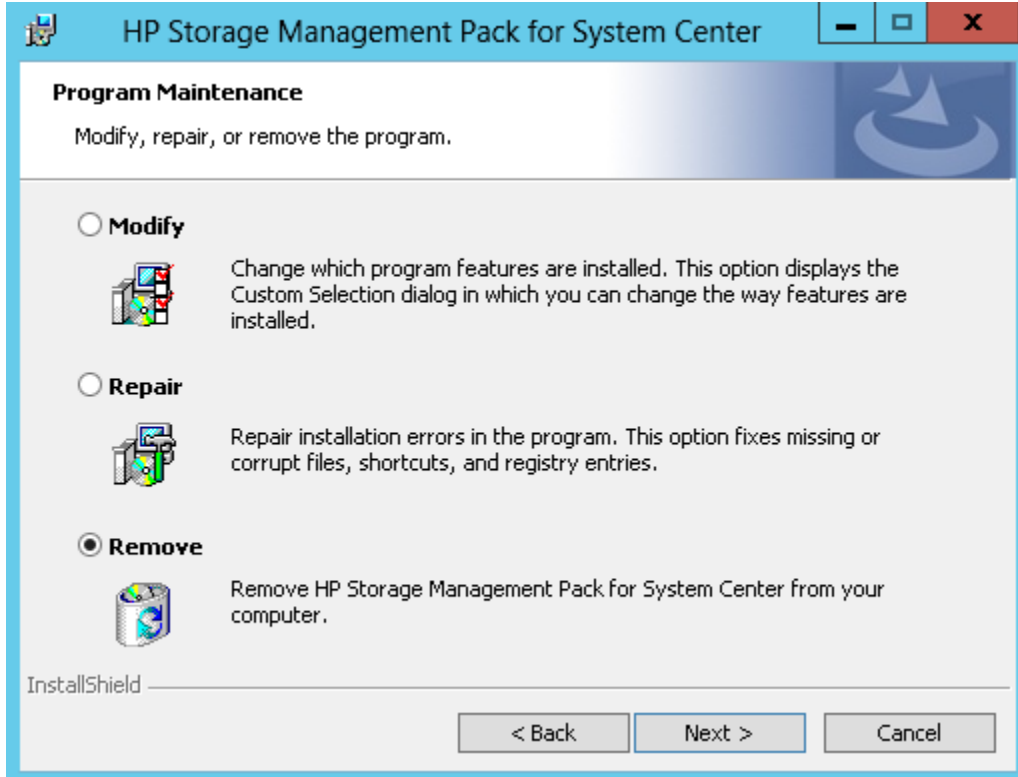 HP Storage Management Pack for System Center
Program Maintenance
Modify, repair, or remove the program.
Modify
Change which program features are installed. This option displays the
Custom Selection dialog in which you can change the way features are
installed.
Repair
Repair installation errors in the program. This option fixes missing or
corrupt files, shortcuts, and registry entries.
Remove
Remove HP Storage Management Pack for System Center from your
computer.
InstallShield
< Back Next > Cancel